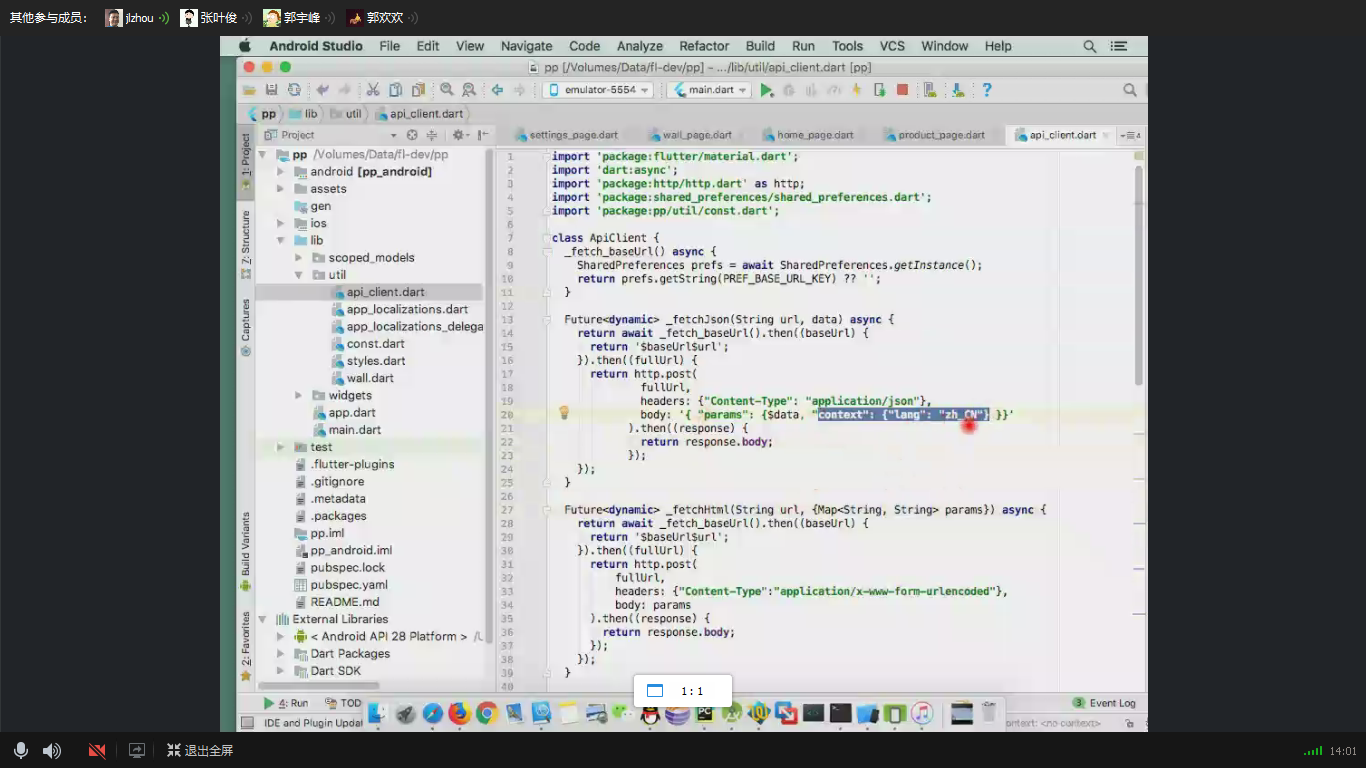 其他参与成员： jlzhou 张叶俊 郭宇峰 郭欢欢
Android Studio File Edit View Navigate Code Analyze Refactor Build Run Tools VCS Window Help
pp [/Volumes/Data/fl-dev/pp] – .../lib/util/api_client.dart [pp]
emulator-5554 main.dart
pp lib util api_client.dart
Project settings_page.dart wall_page.dart home_page.dart product_page.dart api_client.dart
1: Project
Z: Structure
Captures
Build Variants
2: Favorites
pp /Volumes/Data/fl-dev/pp
android [pp_android]
assets
gen
ios
lib
scoped_models
util
api_client.dart
app_localizations.dart
app_localizations_delega
const.dart
styles.dart
wall.dart
widgets
app.dart
main.dart
test
.flutter-plugins
.gitignore
.metadata
.packages
pp.iml
pp_android.iml
pubspec.lock
pubspec.yaml
README.md
External Libraries
< Android API 28 Platform > /L
Dart Packages
Dart SDK
1 import 'package:flutter/material.dart';
2 import 'dart:async';
3 import 'package:http/http.dart' as http;
4 import 'package:shared_preferences/shared_preferences.dart';
5 import 'package:pp/util/const.dart';
6
7 class ApiClient {
8 _fetch_baseUrl() async {
9 SharedPreferences prefs = await SharedPreferences.getInstance();
10 return prefs.getString(PREF_BASE_URL_KEY) ?? '';
11 }
12
13 Future<dynamic> _fetchJson(String url, data) async {
14 return await _fetch_baseUrl().then((baseUrl) {
15 return '$baseUrl$url';
16 }).then((fullUrl) {
17 return http.post(
18 fullUrl,
19 headers: {"Content-Type": "application/json"},
20 body: '{ "params": {$data, "context": {"lang": "zh_CN"} }}'
21 ).then((response) {
22 return response.body;
23 });
24 });
25 }
26
27 Future<dynamic> _fetchHtml(String url, {Map<String, String> params}) async {
28 return await _fetch_baseUrl().then((baseUrl) {
29 return '$baseUrl$url';
30 }).then((fullUrl) {
31 return http.post(
32 fullUrl,
33 headers: {"Content-Type":"application/x-www-form-urlencoded"},
34 body: params
35 ).then((response) {
36 return response.body;
37 });
38 });
39 }
40
1:1
4: Run TOD 3 Event Log
IDE and Plugin Updat ontext: <no context>
退出全屏 14:01